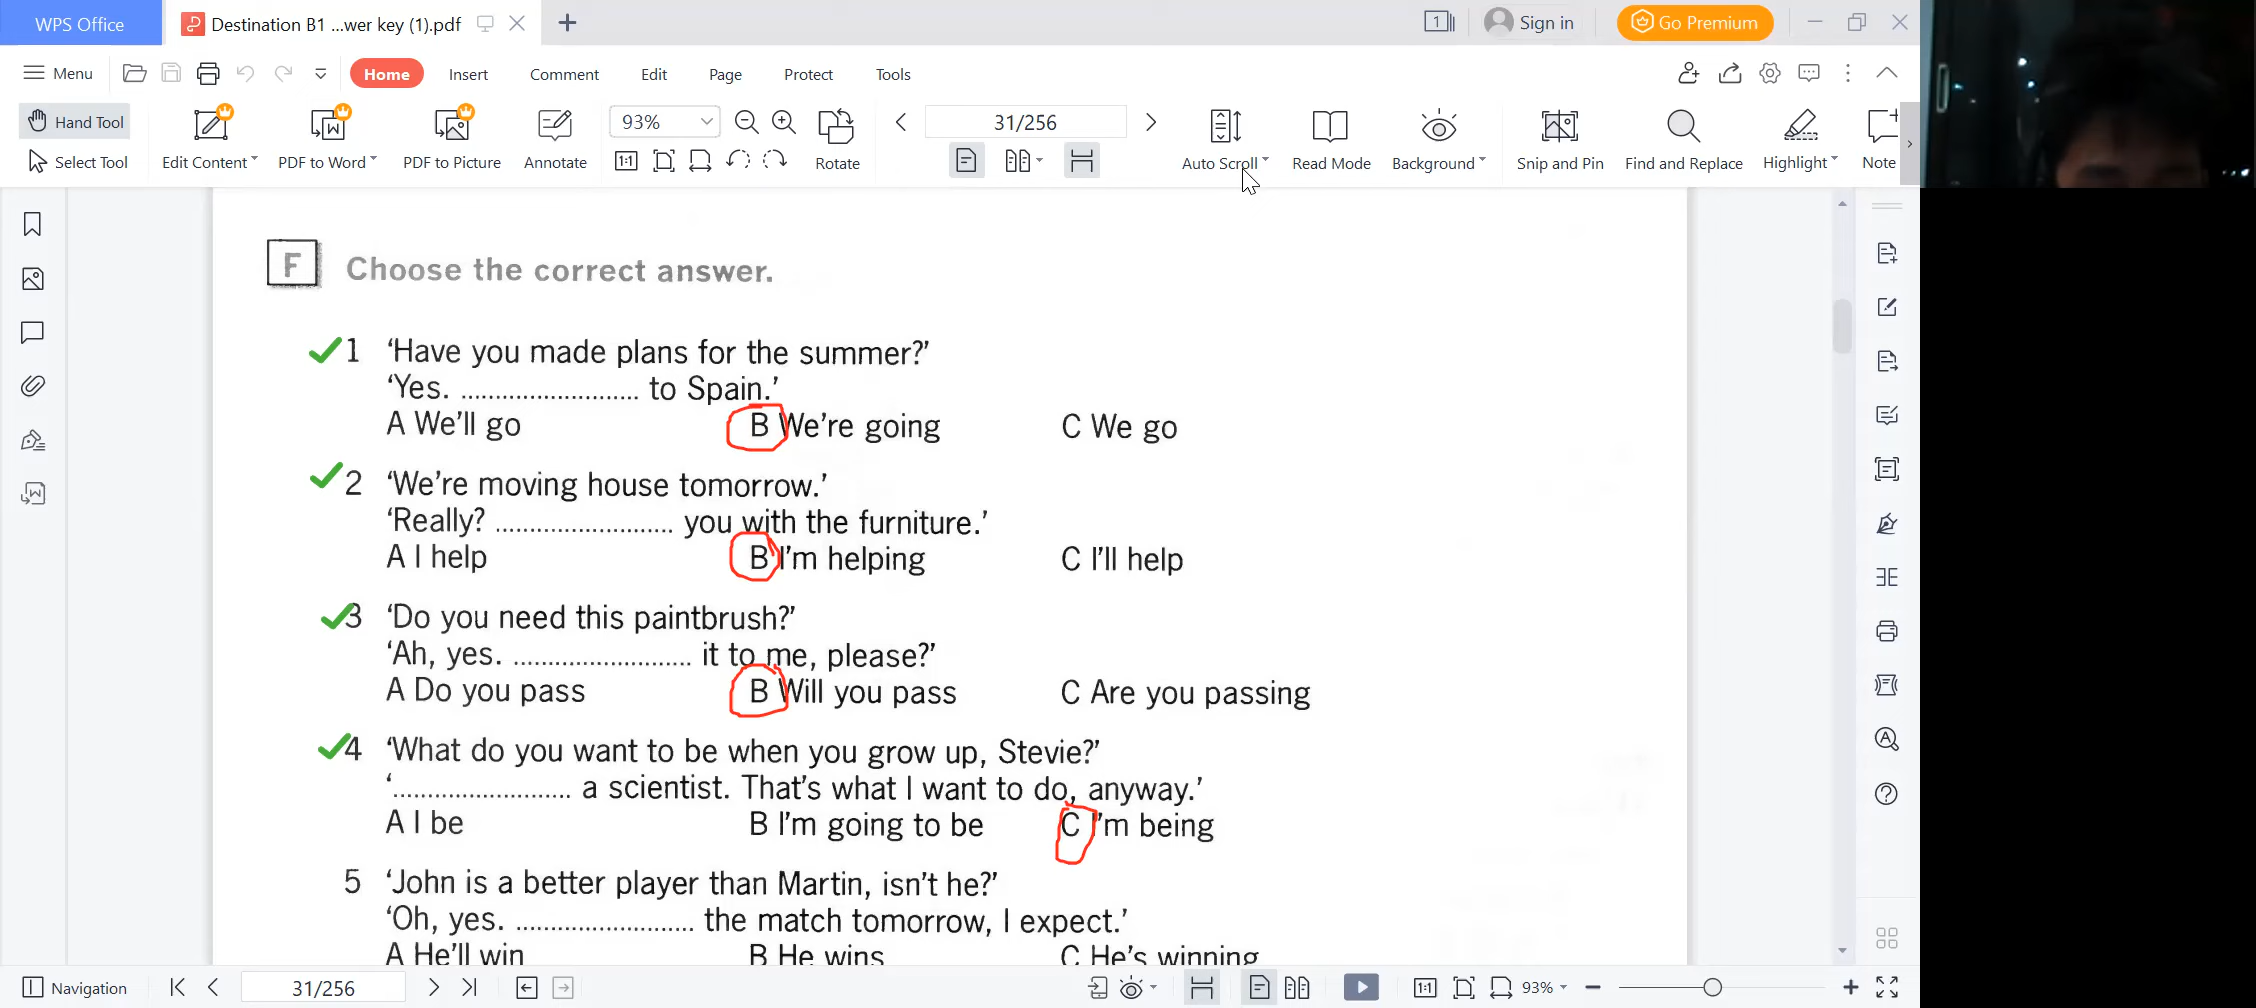 WPS Office
Destination B1 ...wer key (1).pdf
1
Sign in
Go Premium
Menu
Home
Insert
Comment
Edit
Page
Protect
Tools
Hand Tool
Select Tool
Edit Content
PDF to Word
PDF to Picture
Annotate
93%
1:1
Rotate
31/256
Auto Scroll
Read Mode
Background
Snip and Pin
Find and Replace
Highlight
Note
F Choose the correct answer.
1 ‘Have you made plans for the summer?’
‘Yes. .......................... to Spain.’
A We’ll go B We’re going C We go
2 ‘We’re moving house tomorrow.’
‘Really? .......................... you with the furniture.’
A I help B I’m helping C I’ll help
3 ‘Do you need this paintbrush?’
‘Ah, yes. .......................... it to me, please?’
A Do you pass B Will you pass C Are you passing
4 ‘What do you want to be when you grow up, Stevie?’
‘.......................... a scientist. That’s what I want to do, anyway.’
A I be B I’m going to be C I’m being
5 ‘John is a better player than Martin, isn’t he?’
‘Oh, yes. .......................... the match tomorrow, I expect.’
A He’ll win B He wins C He’s winning
Navigation
31/256
1:1
93%